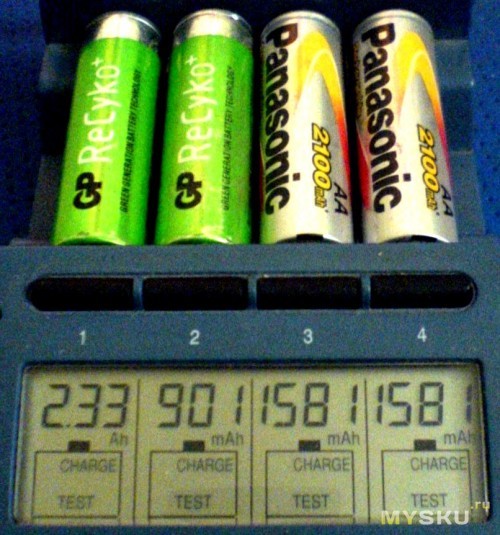 GP ReCyko+
GREEN GENERATION BATTERY TECHNOLOGY
GP ReCyko+
GREEN GENERATION BATTERY TECHNOLOGY
Panasonic
2100
AA
Panasonic
2100
AA
1 2 3 4
2.33 901 1581 1581
Ah mAh mAh mAh
CHARGE CHARGE CHARGE CHARGE
TEST TEST TEST TEST
MYSKU.ru